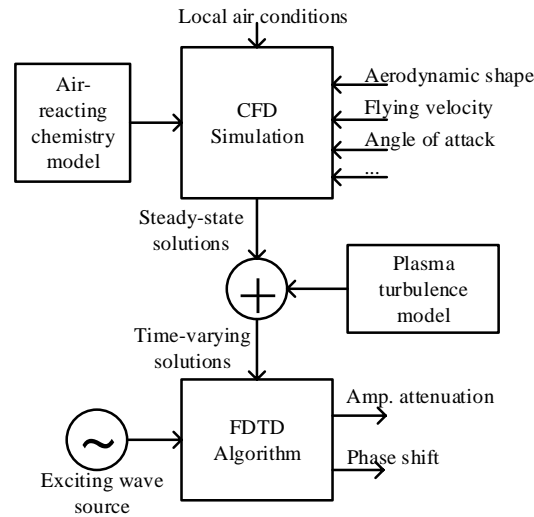 Local air conditions
Air-
reacting
chemistry
model
CFD
Simulation
Aerodynamic shape
Flying velocity
Angle of attack
...
Steady-state
solutions
+
Plasma
turbulence
model
Time-varying
solutions
FDTD
Algorithm
Amp. attenuation
Phase shift
~
Exciting wave
source